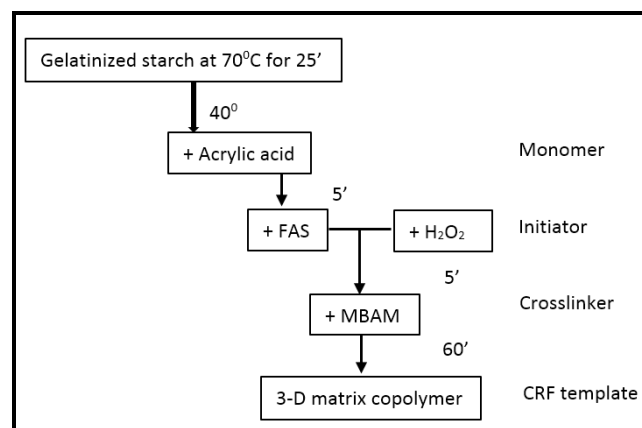 Gelatinized starch at 70⁰C for 25’
40⁰
+ Acrylic acid
Monomer
5’
+ FAS
+ H₂O₂
Initiator
5’
+ MBAM
Crosslinker
60’
3-D matrix copolymer
CRF template